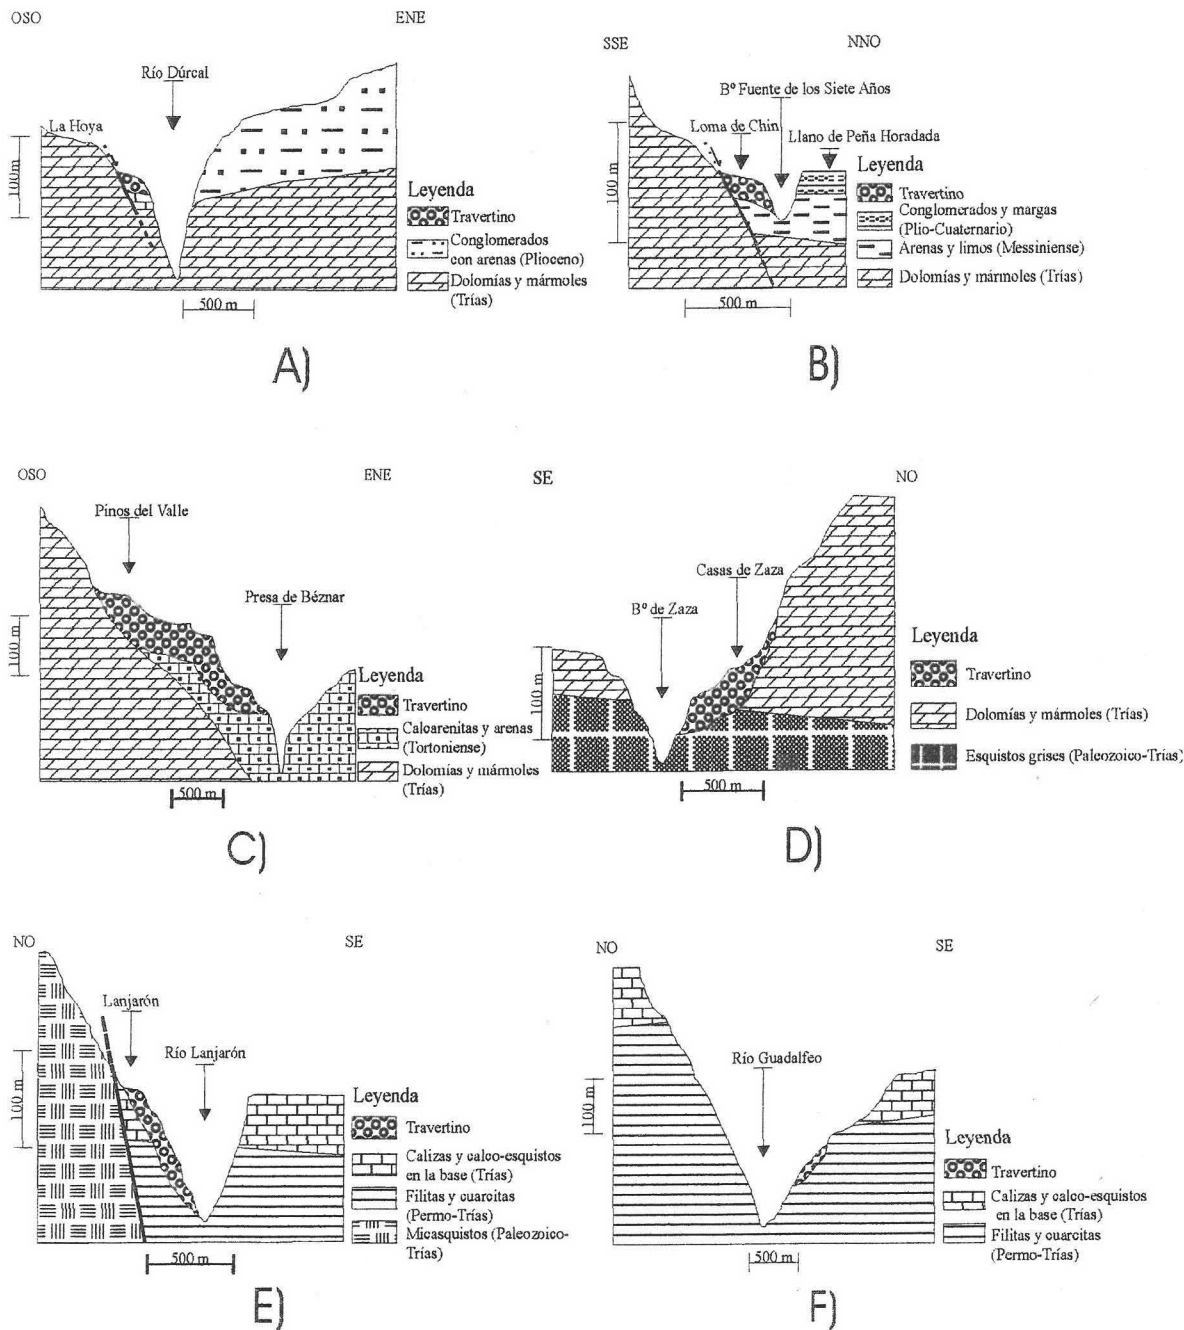 OSO
ENE
Río Dúrcal
La Hoya
100m
Leyenda
Travertino
Conglomerados
con arenas (Plioceno)
Dolomías y mármoles
(Trías)
500 m
A)
SSE
NNO
Bº Fuente de los Siete Años
Loma de Chin
Llano de Peña Horadada
100 m
Leyenda
Travertino
Conglomerados y margas
(Plio-Cuaternario)
Arenas y limos (Messiniense)
Dolomías y mármoles (Trías)
500 m
B)
OSO
ENE
Pinos del Valle
Presa de Béznar
100 m
Leyenda
Travertino
Calcarenitas y arenas
(Tortoniense)
Dolomías y mármoles
(Trías)
500 m
C)
SE
NO
Casas de Zaza
Bº de Zaza
100 m
Leyenda
Travertino
Dolomías y mármoles (Trías)
Esquistos grises (Paleozoico-Trías)
500 m
D)
NO
SE
Lanjarón
Río Lanjarón
100 m
Leyenda
Travertino
Calizas y calco-esquistos
en la base (Trías)
Filitas y cuarcitas
(Permo-Trías)
Micasquistos (Paleozoico-
Trías)
500 m
E)
NO
SE
Río Guadalfeo
100 m
Leyenda
Travertino
Calizas y calco-esquistos
en la base (Trías)
Filitas y cuarcitas
(Permo-Trías)
500 m
F)